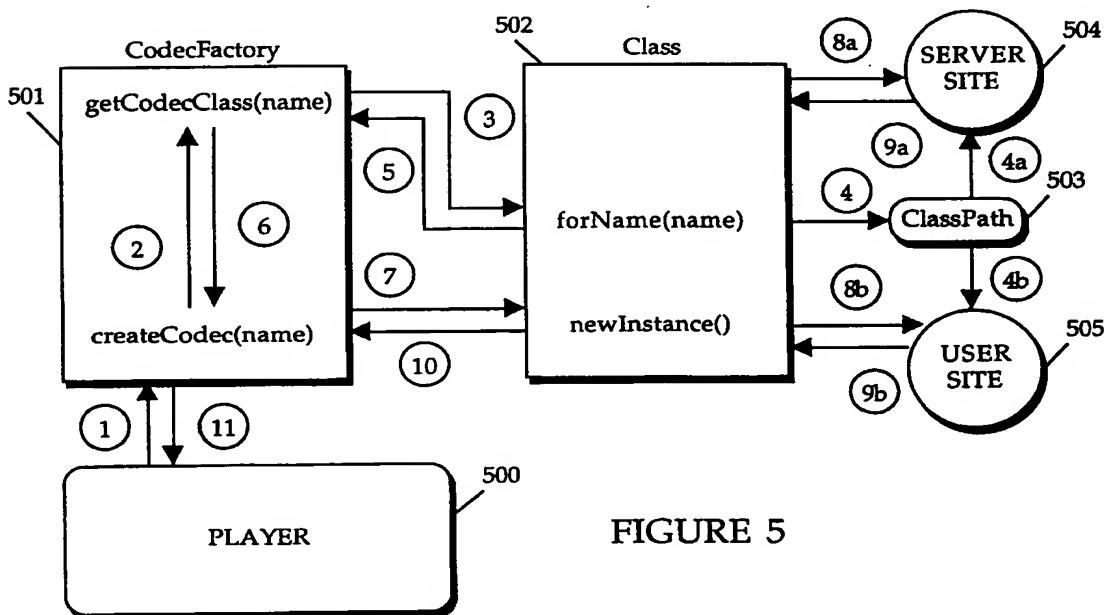 CodecFactory
501
getCodecClass(name)
2
6
createCodec(name)
3
5
7
10
1
11
PLAYER
500
502
Class
forName(name)
newInstance()
8a
9a
4
8b
9b
504
SERVER
SITE
4a
503
ClassPath
4b
USER
SITE
505
FIGURE 5